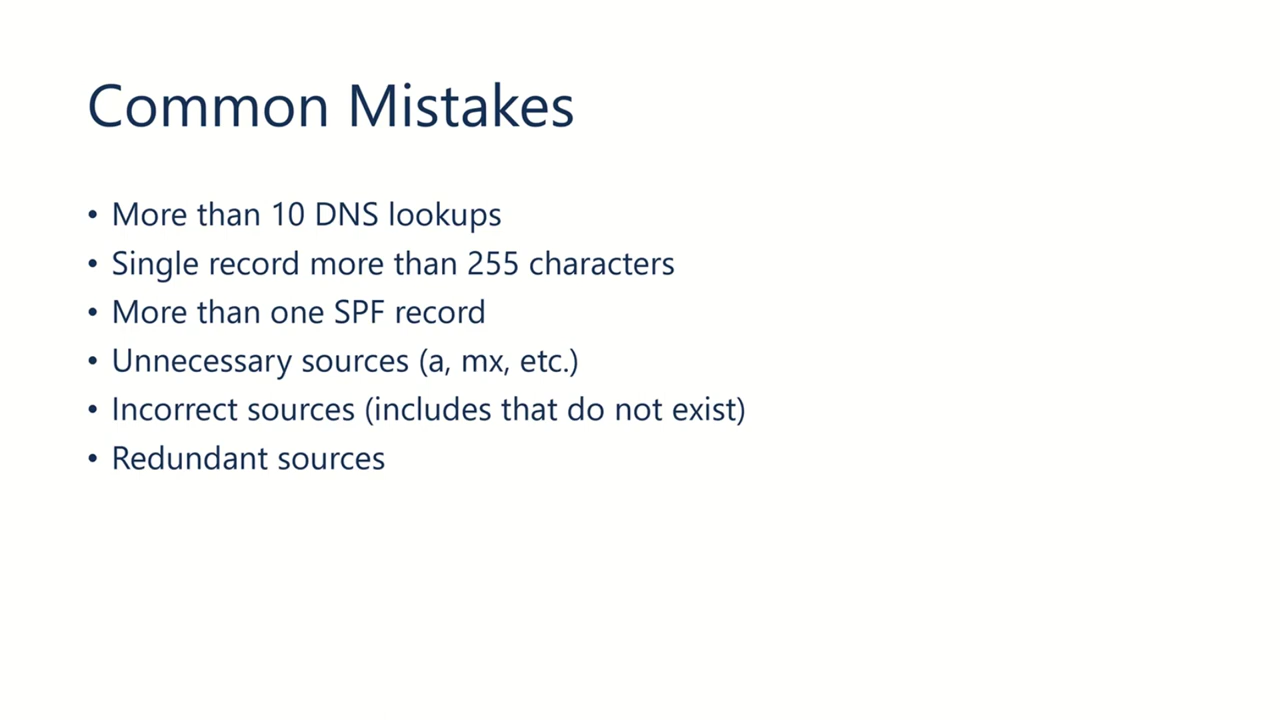 Common Mistakes
• More than 10 DNS lookups
• Single record more than 255 characters
• More than one SPF record
• Unnecessary sources (a, mx, etc.)
• Incorrect sources (includes that do not exist)
• Redundant sources